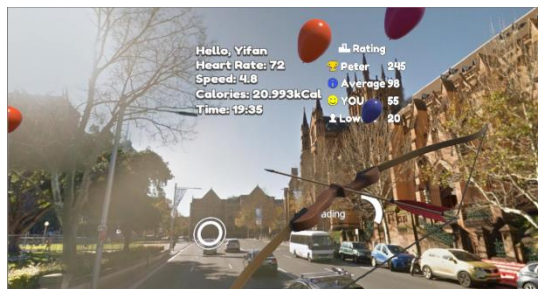 Hello, Yifan
Heart Rate: 72
Speed: 4.8
Calories: 20.993kCal
Time: 19:35
Rating
Peter 245
Average 98
YOU 55
Low 20
ading